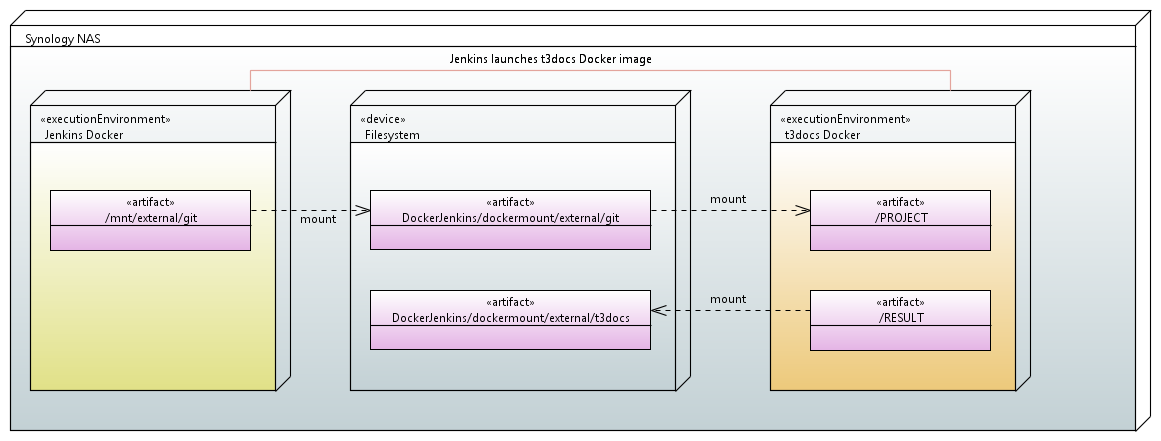 Synology NAS
Jenkins launches t3docs Docker image
«executionEnvironment»
Jenkins Docker
«device»
Filesystem
«executionEnvironment»
t3docs Docker
«artifact»
/mnt/external/git
mount
«artifact»
DockerJenkins/dockermount/external/git
mount
«artifact»
/PROJECT
«artifact»
DockerJenkins/dockermount/external/t3docs
mount
«artifact»
/RESULT